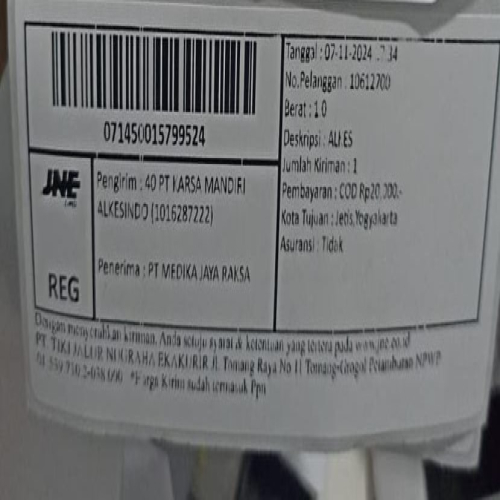 071450015799524
JNE
REG
Pengirim : 40 PT KARSA MANDIRI
ALKESINDO (1016287222)
Penerima : PT MEDIKA JAYA RAKSA
Tanggal : 07-11-2024
No.Pelanggan : 10612700
Berat : 1.0
Deskripsi : ALKES
Jumlah Kiriman : 1
Pembayaran : COD Rp20,000.-
Kota Tujuan : Jetis,Yogyakarta
Asuransi : Tidak
Dengan menyerahkan kiriman, Anda setuju syarat & ketentuan yang tertera pada www.jne.co.id
PT TIKI JALUR NUGRAHA EKAKURIR Jl. Tomang Raya No 11 Tomang-Grogol Petamburan NPWP
*Harga Kirim sudah termasuk Ppn